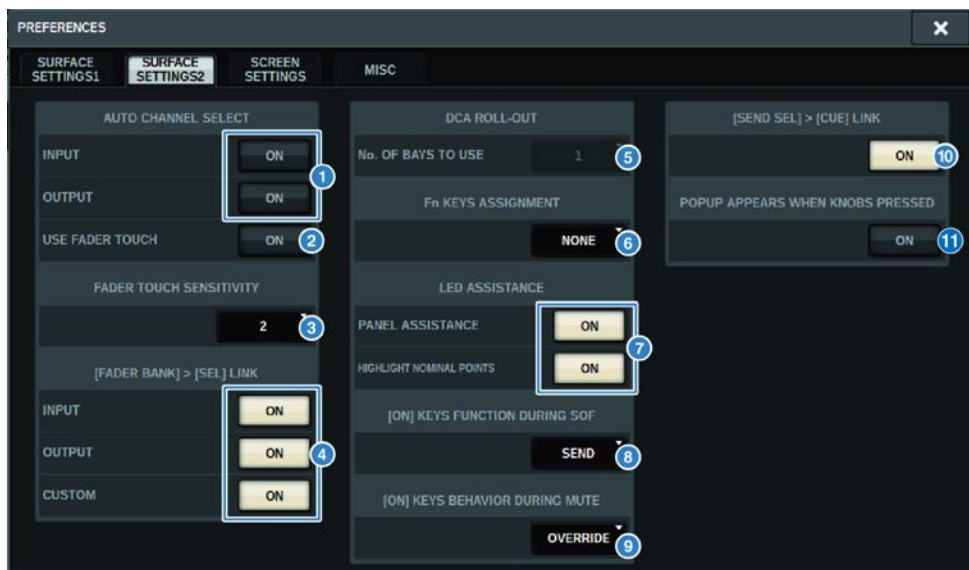 PREFERENCES
SURFACE SETTINGS1
SURFACE SETTINGS2
SCREEN SETTINGS
MISC
AUTO CHANNEL SELECT
INPUT ON
1
OUTPUT ON
USE FADER TOUCH ON 2
FADER TOUCH SENSITIVITY
2 3
[FADER BANK] > [SEL] LINK
INPUT ON
OUTPUT ON 4
CUSTOM ON
DCA ROLL-OUT
No. OF BAYS TO USE 1 5
Fn KEYS ASSIGNMENT
NONE 6
LED ASSISTANCE
PANEL ASSISTANCE ON
7
HIGHLIGHT NOMINAL POINTS ON
[ON] KEYS FUNCTION DURING SOF
SEND 8
[ON] KEYS BEHAVIOR DURING MUTE
OVERRIDE 9
[SEND SEL] > [CUE] LINK
ON 10
POPUP APPEARS WHEN KNOBS PRESSED
ON 11